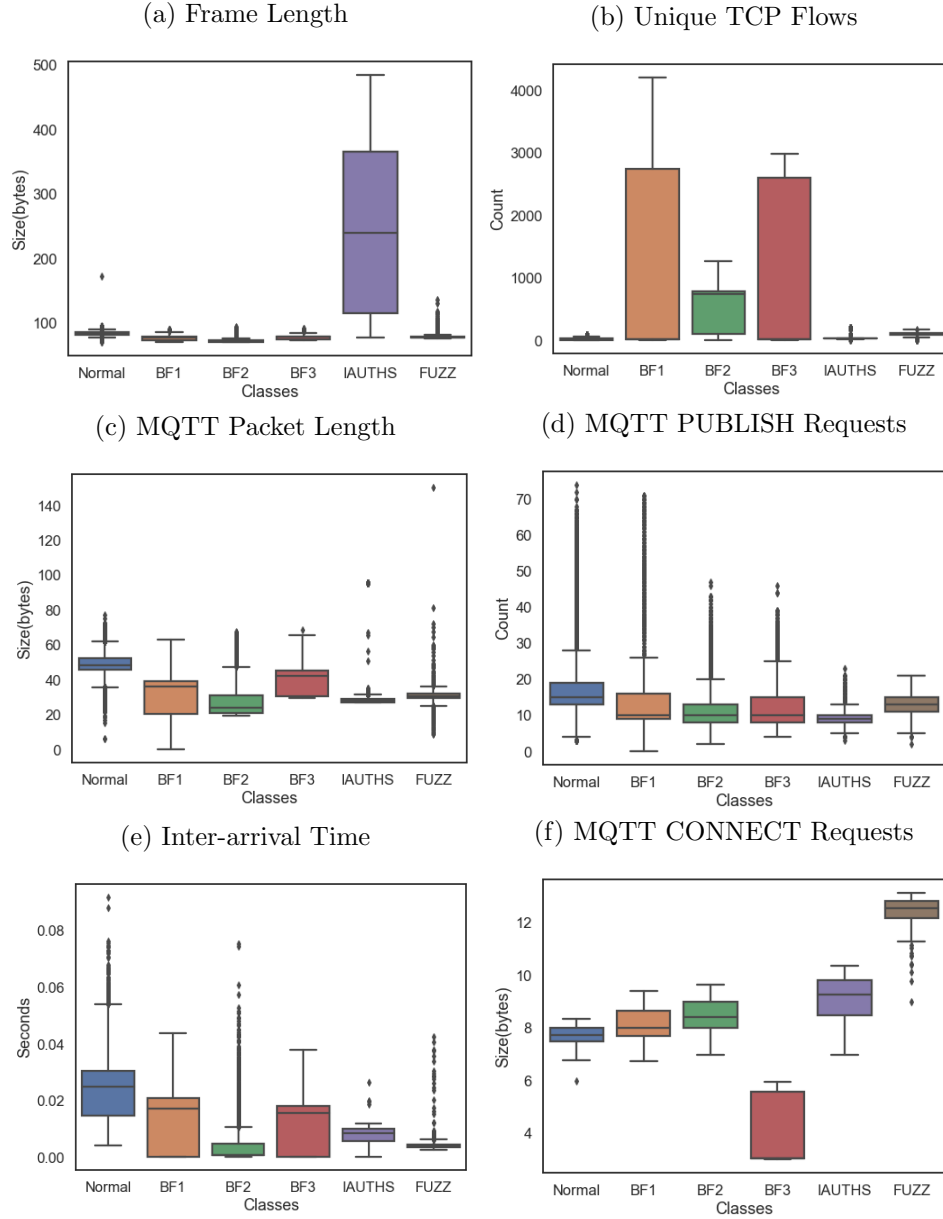 (a) Frame Length
500
400
300
200
100
Size(bytes)
Normal BF1 BF2 BF3 IAUTHS FUZZ
Classes
(b) Unique TCP Flows
4000
3000
2000
1000
0
Count
Normal BF1 BF2 BF3 IAUTHS FUZZ
Classes
(c) MQTT Packet Length
140
120
100
80
60
40
20
0
Size(bytes)
Normal BF1 BF2 BF3 IAUTHS FUZZ
Classes
(d) MQTT PUBLISH Requests
70
60
50
40
30
20
10
0
Count
Normal BF1 BF2 BF3 IAUTHS FUZZ
Classes
(e) Inter-arrival Time
0.08
0.06
0.04
0.02
0.00
Seconds
Normal BF1 BF2 BF3 IAUTHS FUZZ
Classes
(f) MQTT CONNECT Requests
12
10
8
6
4
Size(bytes)
Normal BF1 BF2 BF3 IAUTHS FUZZ
Classes